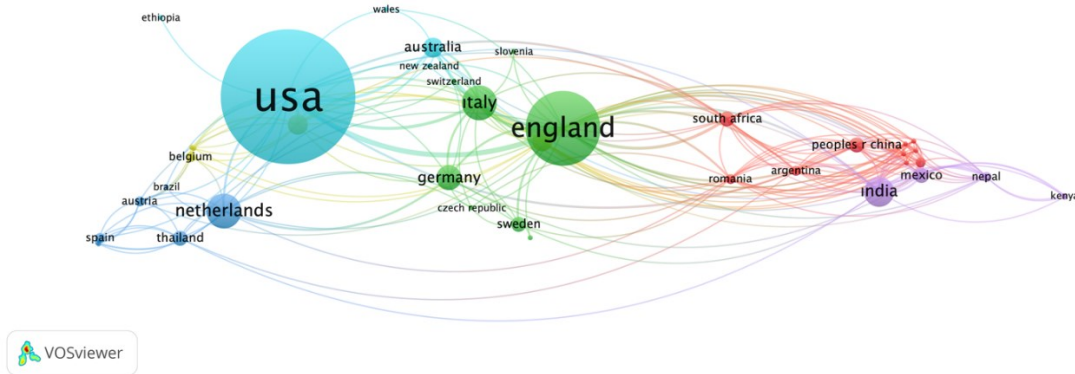 wales
ethiopia
australia
slovenia
new zealand
switzerland
usa
italy
england
south africa
peoples r china
belgium
argentina
romania
mexico
nepal
germany
brazil
india
kenya
austria
czech republic
netherlands
sweden
spain
thailand
VOSviewer